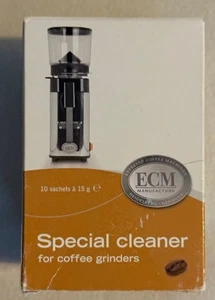 10 sachets à 15 g ℮
ECM
MANUFACTURE
Special cleaner
for coffee grinders